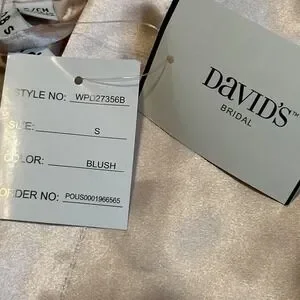 STYLE NO: WPD27356B
SIZE: S
COLOR: BLUSH
ORDER NO: POUS0001966565
DAVID'S
BRIDAL